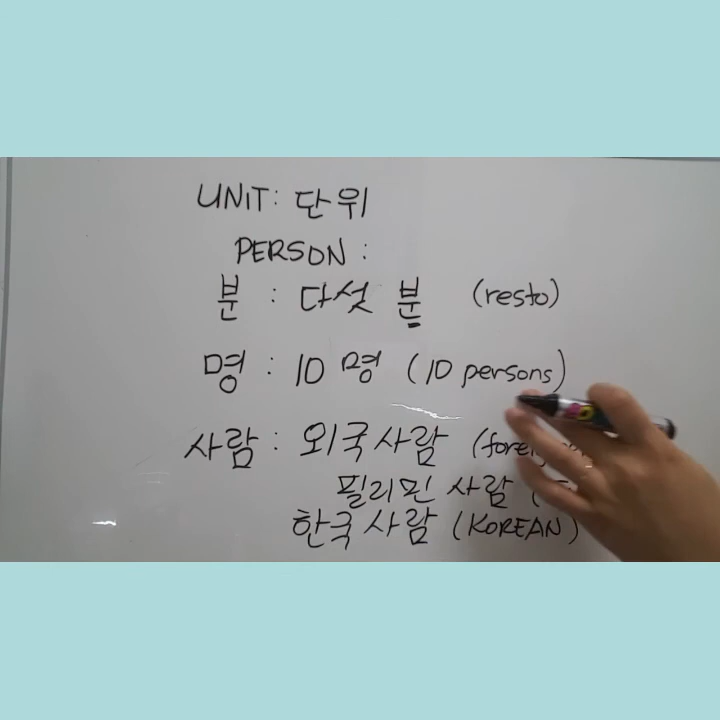 UNIT: 단위
PERSON :
분 : 다섯 분 (resto)
명 : 10 명 (10 persons)
사람 : 외국사람
필리핀 사람
한국 사람 (KOREAN)